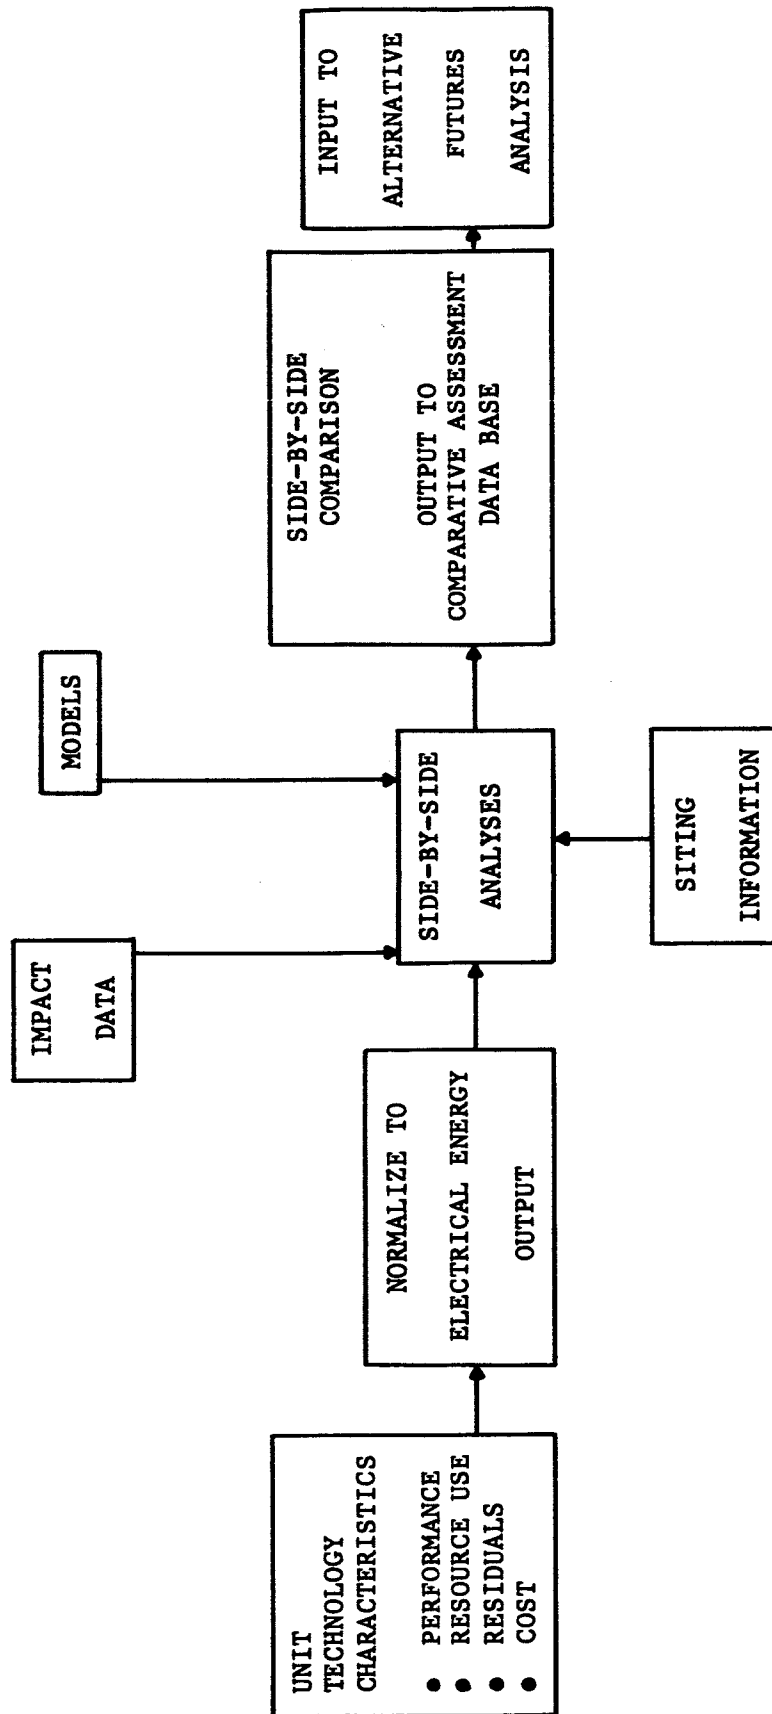 UNIT
TECHNOLOGY
CHARACTERISTICS
● PERFORMANCE
● RESOURCE USE
● RESIDUALS
● COST
NORMALIZE TO
ELECTRICAL ENERGY
OUTPUT
IMPACT
DATA
MODELS
SIDE-BY-SIDE
ANALYSES
SITING
INFORMATION
SIDE-BY-SIDE
COMPARISON
OUTPUT TO
COMPARATIVE ASSESSMENT
DATA BASE
INPUT TO
ALTERNATIVE
FUTURES
ANALYSIS